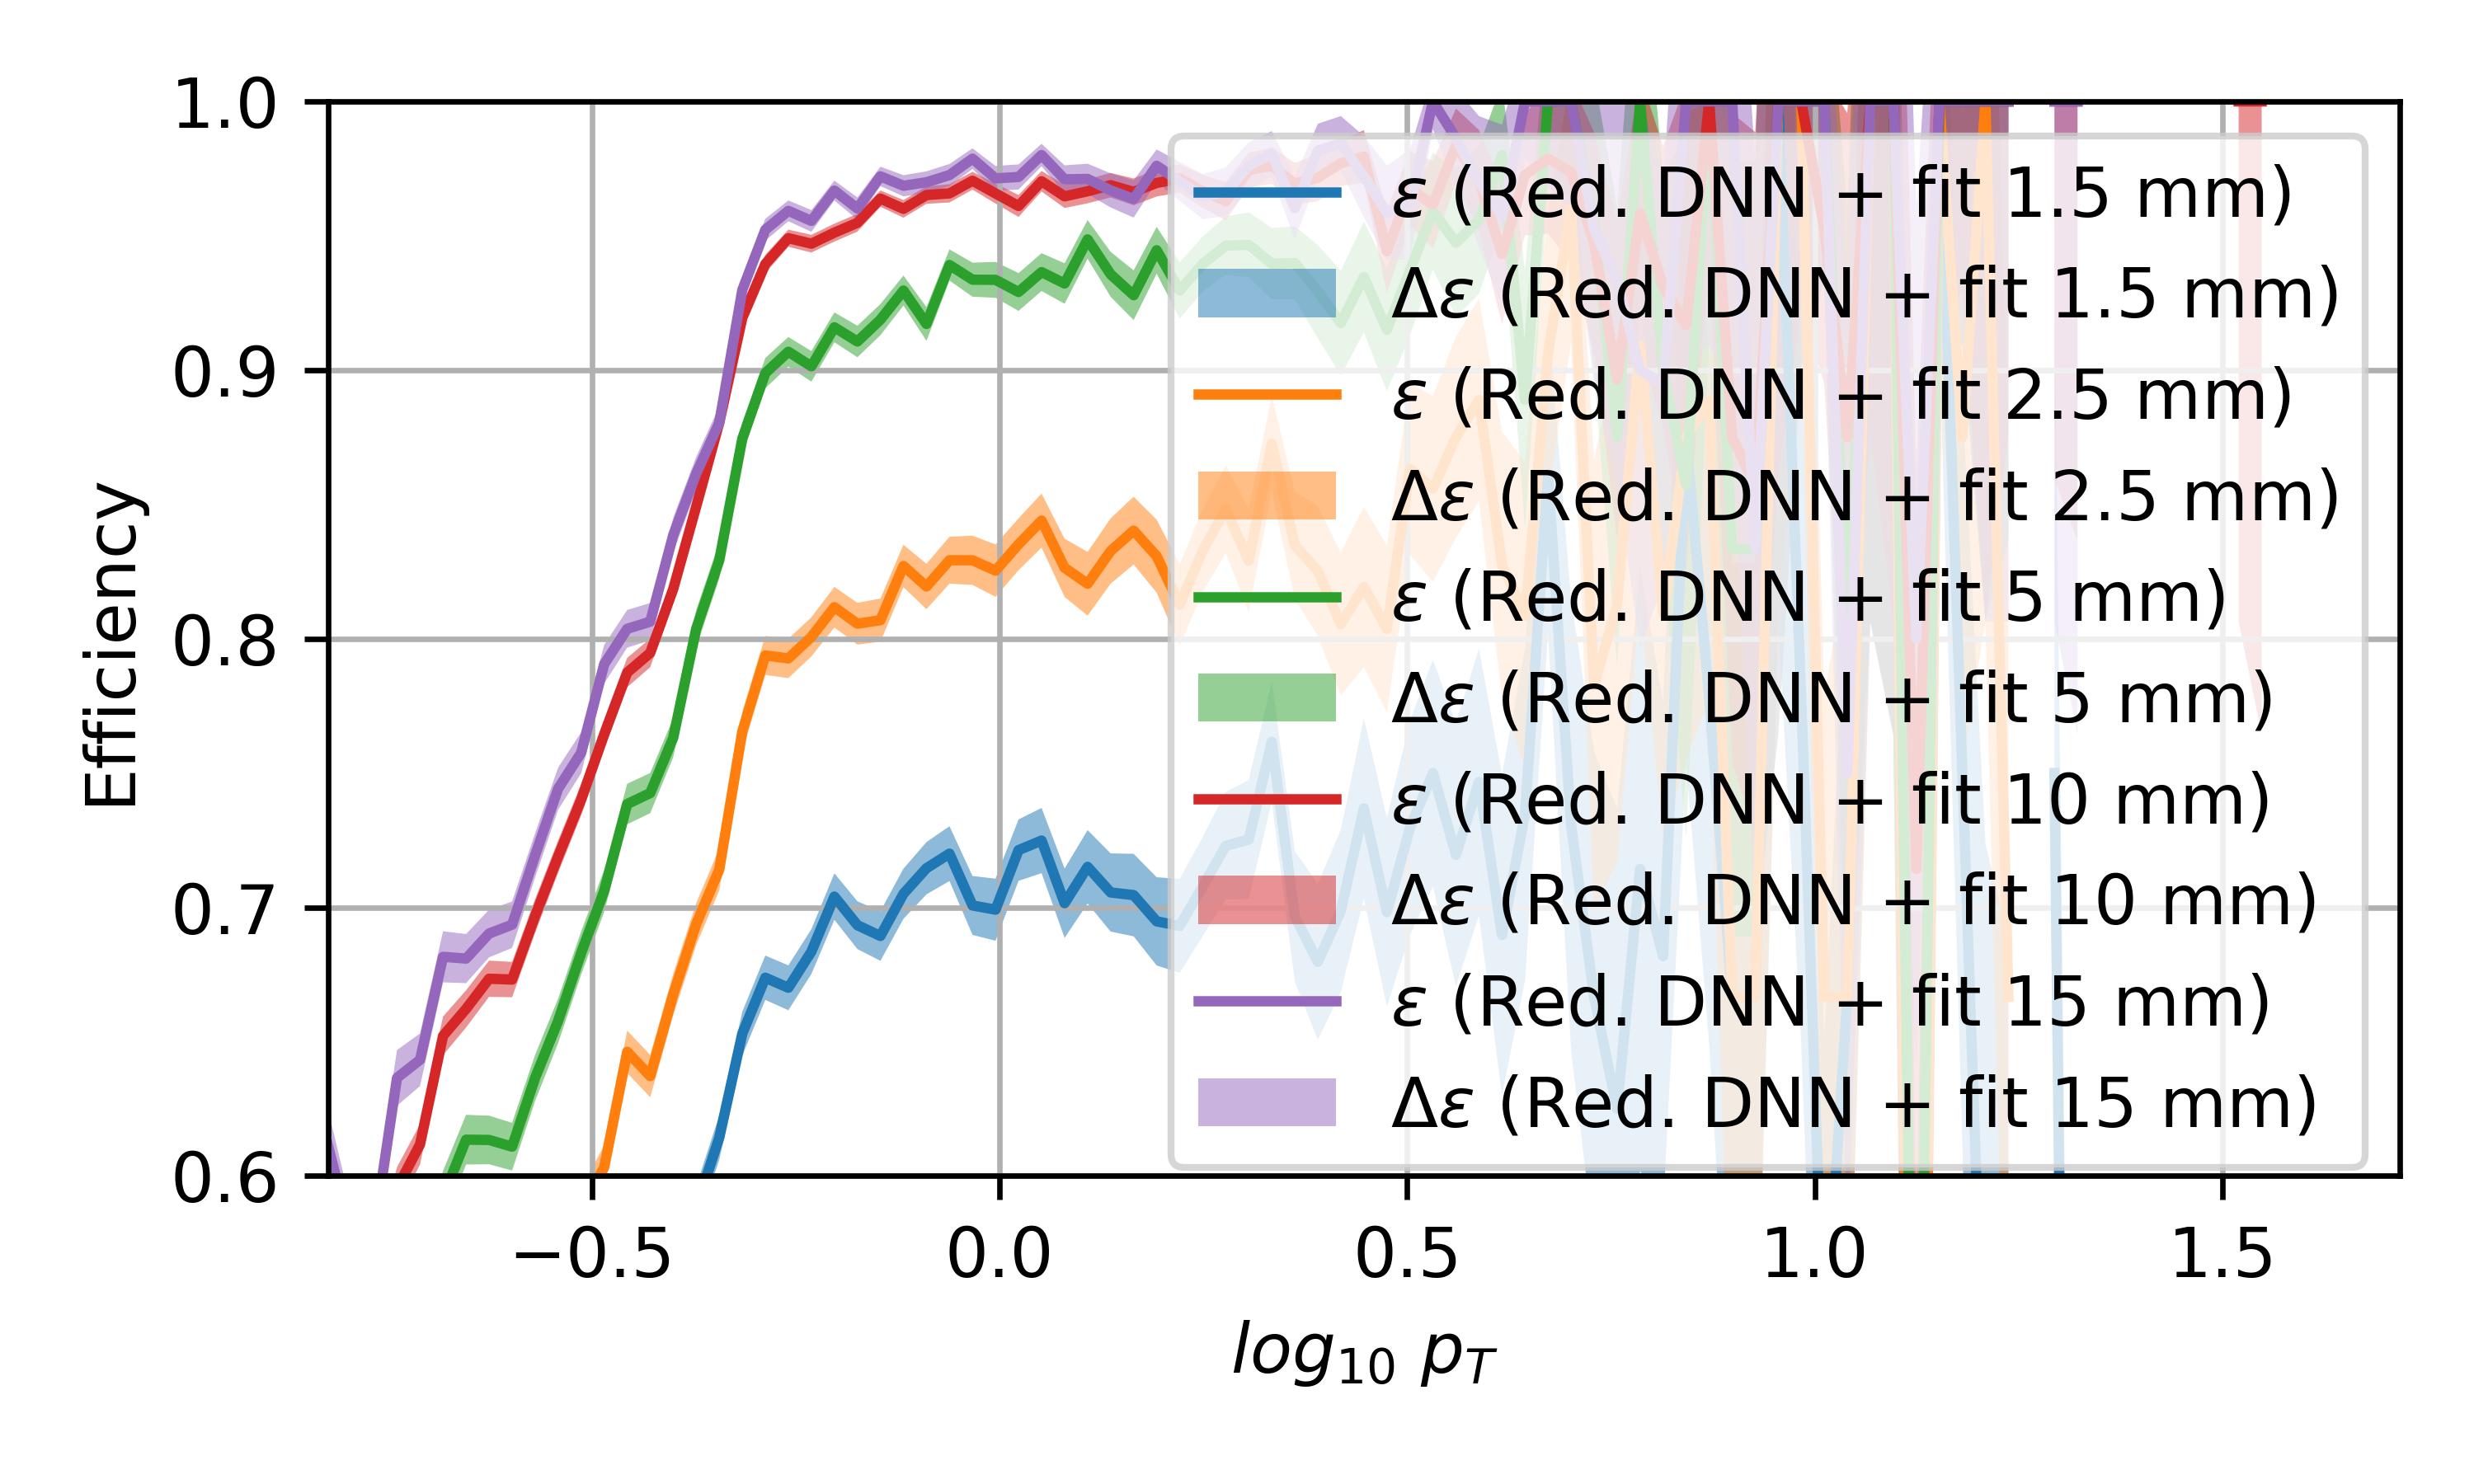 1.0
0.9
0.8
0.7
0.6
Efficiency
−0.5
0.0
0.5
1.0
1.5
log₁₀ p_T
ε (Red. DNN + fit 1.5 mm)
Δε (Red. DNN + fit 1.5 mm)
ε (Red. DNN + fit 2.5 mm)
Δε (Red. DNN + fit 2.5 mm)
ε (Red. DNN + fit 5 mm)
Δε (Red. DNN + fit 5 mm)
ε (Red. DNN + fit 10 mm)
Δε (Red. DNN + fit 10 mm)
ε (Red. DNN + fit 15 mm)
Δε (Red. DNN + fit 15 mm)